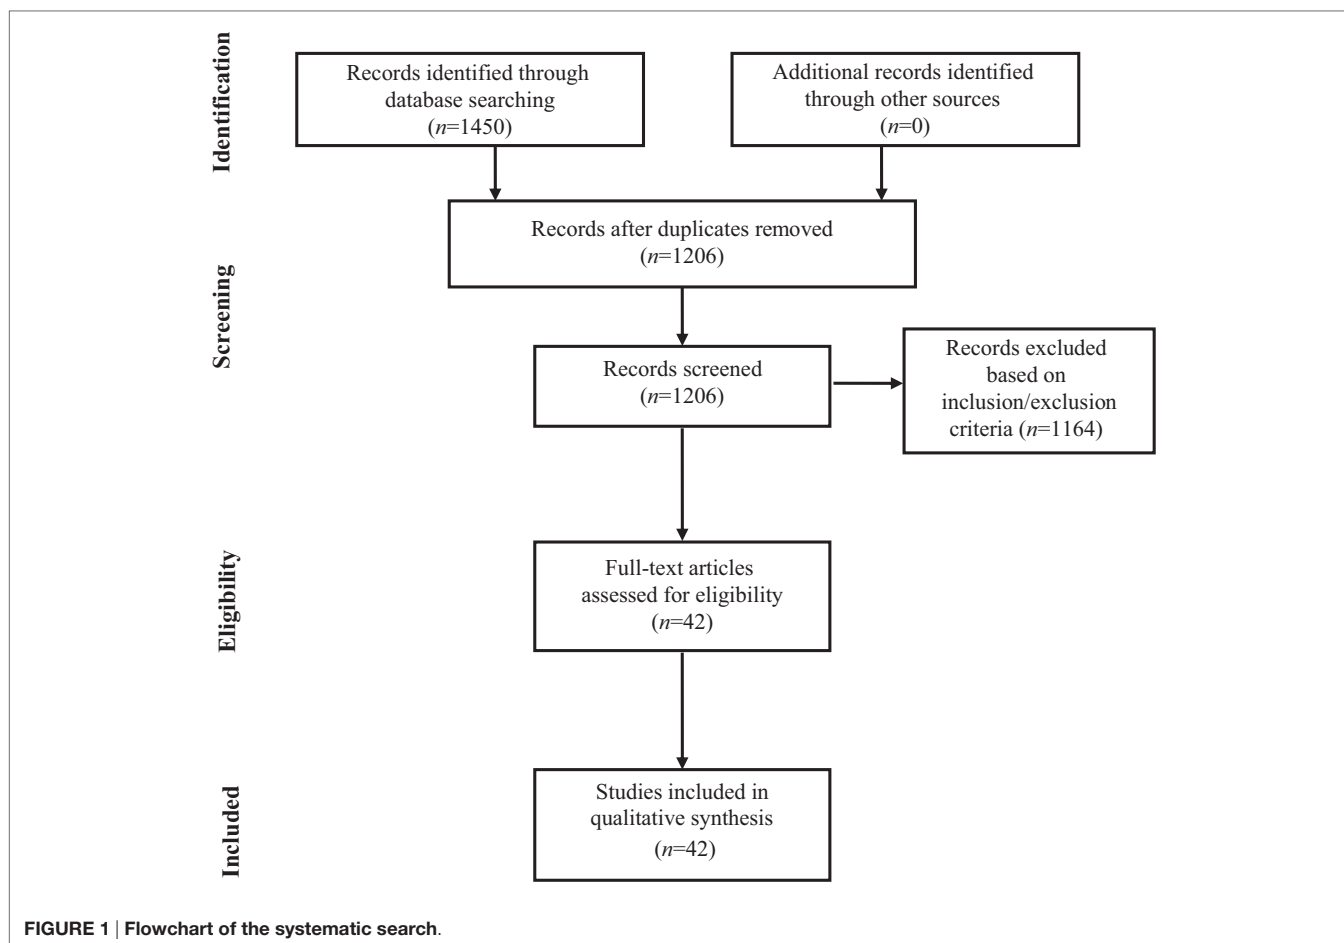 Identification
Records identified through
database searching
(n=1450)
Additional records identified
through other sources
(n=0)
Records after duplicates removed
(n=1206)
Screening
Records screened
(n=1206)
Records excluded
based on
inclusion/exclusion
criteria (n=1164)
Eligibility
Full-text articles
assessed for eligibility
(n=42)
Included
Studies included in
qualitative synthesis
(n=42)
FIGURE 1 | Flowchart of the systematic search.